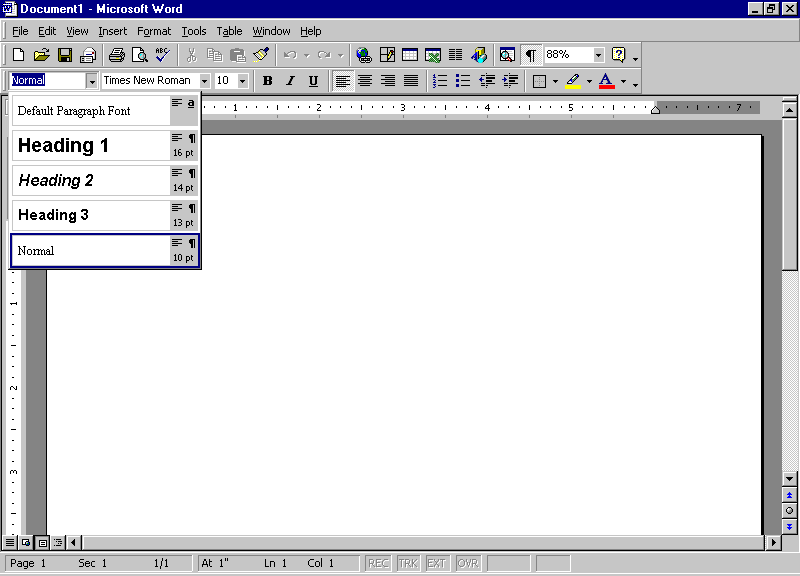 Document1 - Microsoft Word
File Edit View Insert Format Tools Table Window Help
ABC 88%
Normal Times New Roman 10 B I U A
1 2 3 4 5 7
Default Paragraph Font a
Heading 1 ¶
16 pt
Heading 2 ¶
14 pt
Heading 3 ¶
13 pt
Normal ¶
10 pt
1
2
3
Page 1 Sec 1 1/1 At 1" Ln 1 Col 1 REC TRK EXT OVR